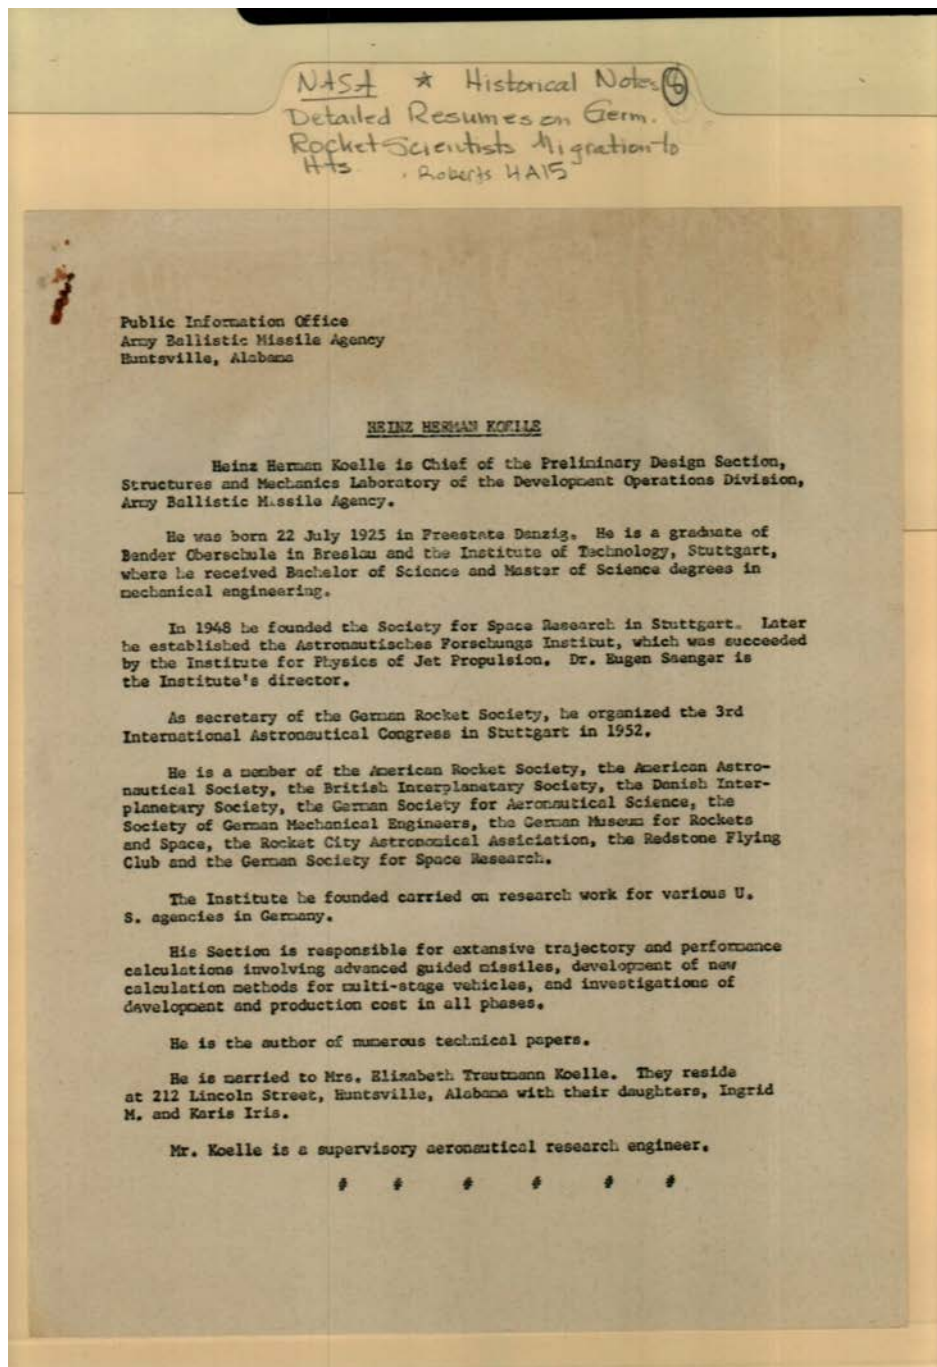 NASA ★ Historical Notes 6
Detailed Resumes on Germ.
Rocket Scientists Migration to
Hts. Roberts HA15
Public Information Office
Army Ballistic Missile Agency
Huntsville, Alabama
HEINZ HERMAN KOELLE
Heinz Herman Koelle is Chief of the Preliminary Design Section,
Structures and Mechanics Laboratory of the Development Operations Division,
Army Ballistic Missile Agency.
He was born 22 July 1925 in Freestate Danzig. He is a graduate of
Bender Oberschule in Breslau and the Institute of Technology, Stuttgart,
where he received Bachelor of Science and Master of Science degrees in
mechanical engineering.
In 1948 he founded the Society for Space Research in Stuttgart. Later
he established the Astronautisches Forschungs Institut, which was succeeded
by the Institute for Physics of Jet Propulsion. Dr. Eugen Saenger is
the Institute's director.
As secretary of the German Rocket Society, he organized the 3rd
International Astronautical Congress in Stuttgart in 1952.
He is a member of the American Rocket Society, the American Astro-
nautical Society, the British Interplanetary Society, the Danish Inter-
planetary Society, the German Society for Aeronautical Science, the
Society of German Mechanical Engineers, the German Museum for Rockets
and Space, the Rocket City Astronomical Assiciation, the Redstone Flying
Club and the German Society for Space Research.
The Institute he founded carried on research work for various U.
S. agencies in Germany.
His Section is responsible for extensive trajectory and performance
calculations involving advanced guided missiles, development of new
calculation methods for multi-stage vehicles, and investigations of
development and production cost in all phases.
He is the author of numerous technical papers.
He is married to Mrs. Elizabeth Trautmann Koelle. They reside
at 212 Lincoln Street, Huntsville, Alabama with their daughters, Ingrid
M. and Karis Iris.
Mr. Koelle is a supervisory aeronautical research engineer.
# # # # # #